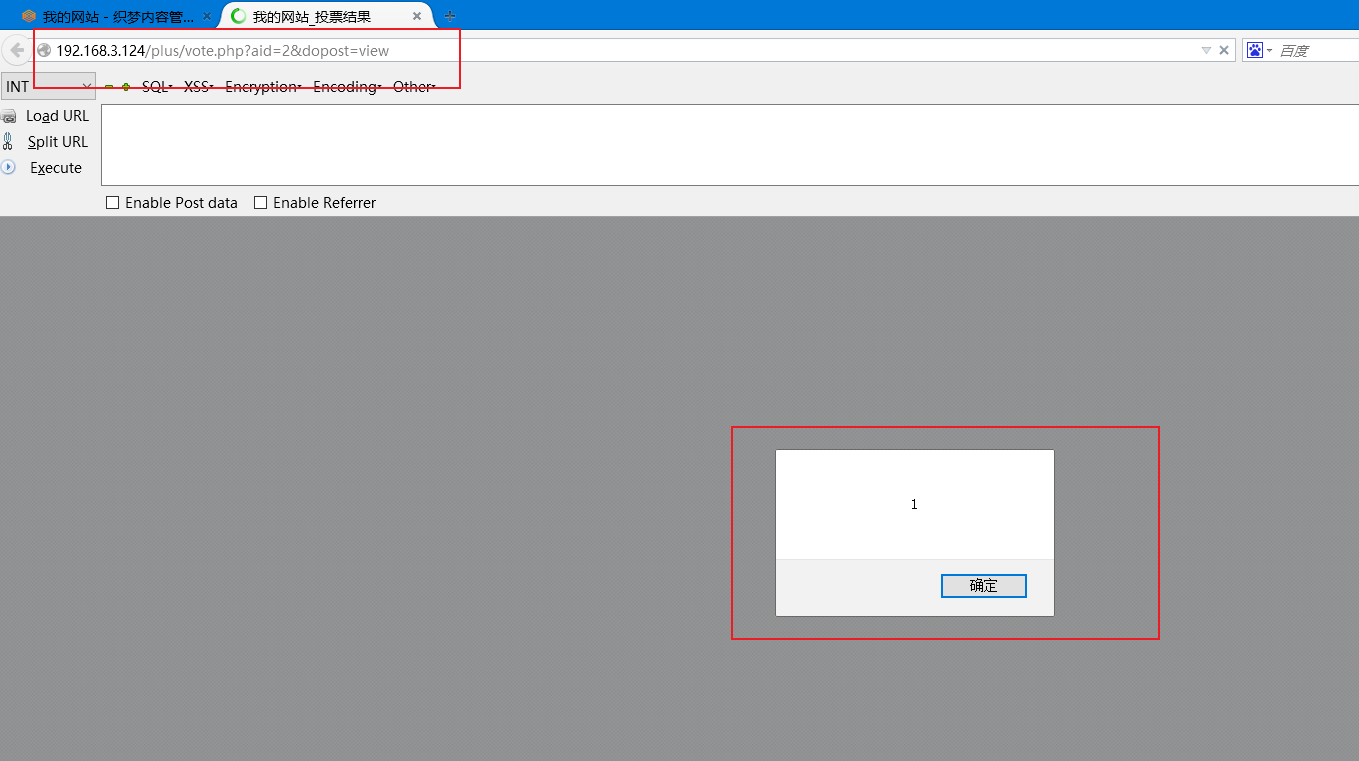 我的网站 - 织梦内容管... 我的网站_投票结果
192.168.3.124/plus/vote.php?aid=2&dopost=view 百度
INT SQL XSS Encryption Encoding Other
Load URL
Split URL
Execute
Enable Post data Enable Referrer
1
确定